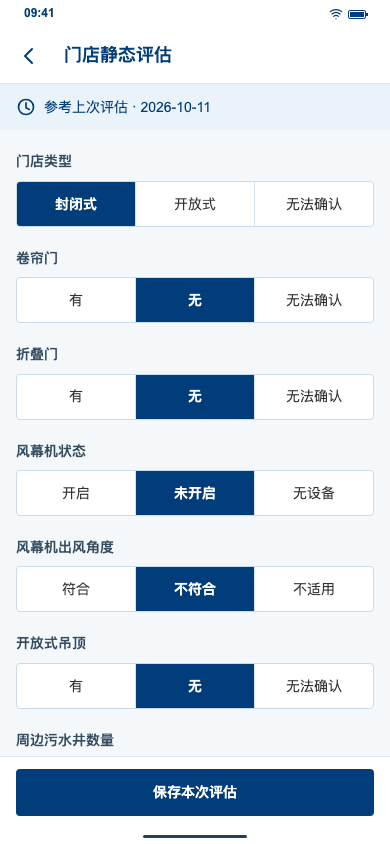 09:41
门店静态评估
参考上次评估 · 2026-10-11
门店类型
封闭式 开放式 无法确认
卷帘门
有 无 无法确认
折叠门
有 无 无法确认
风幕机状态
开启 未开启 无设备
风幕机出风角度
符合 不符合 不适用
开放式吊顶
有 无 无法确认
周边污水井数量
保存本次评估